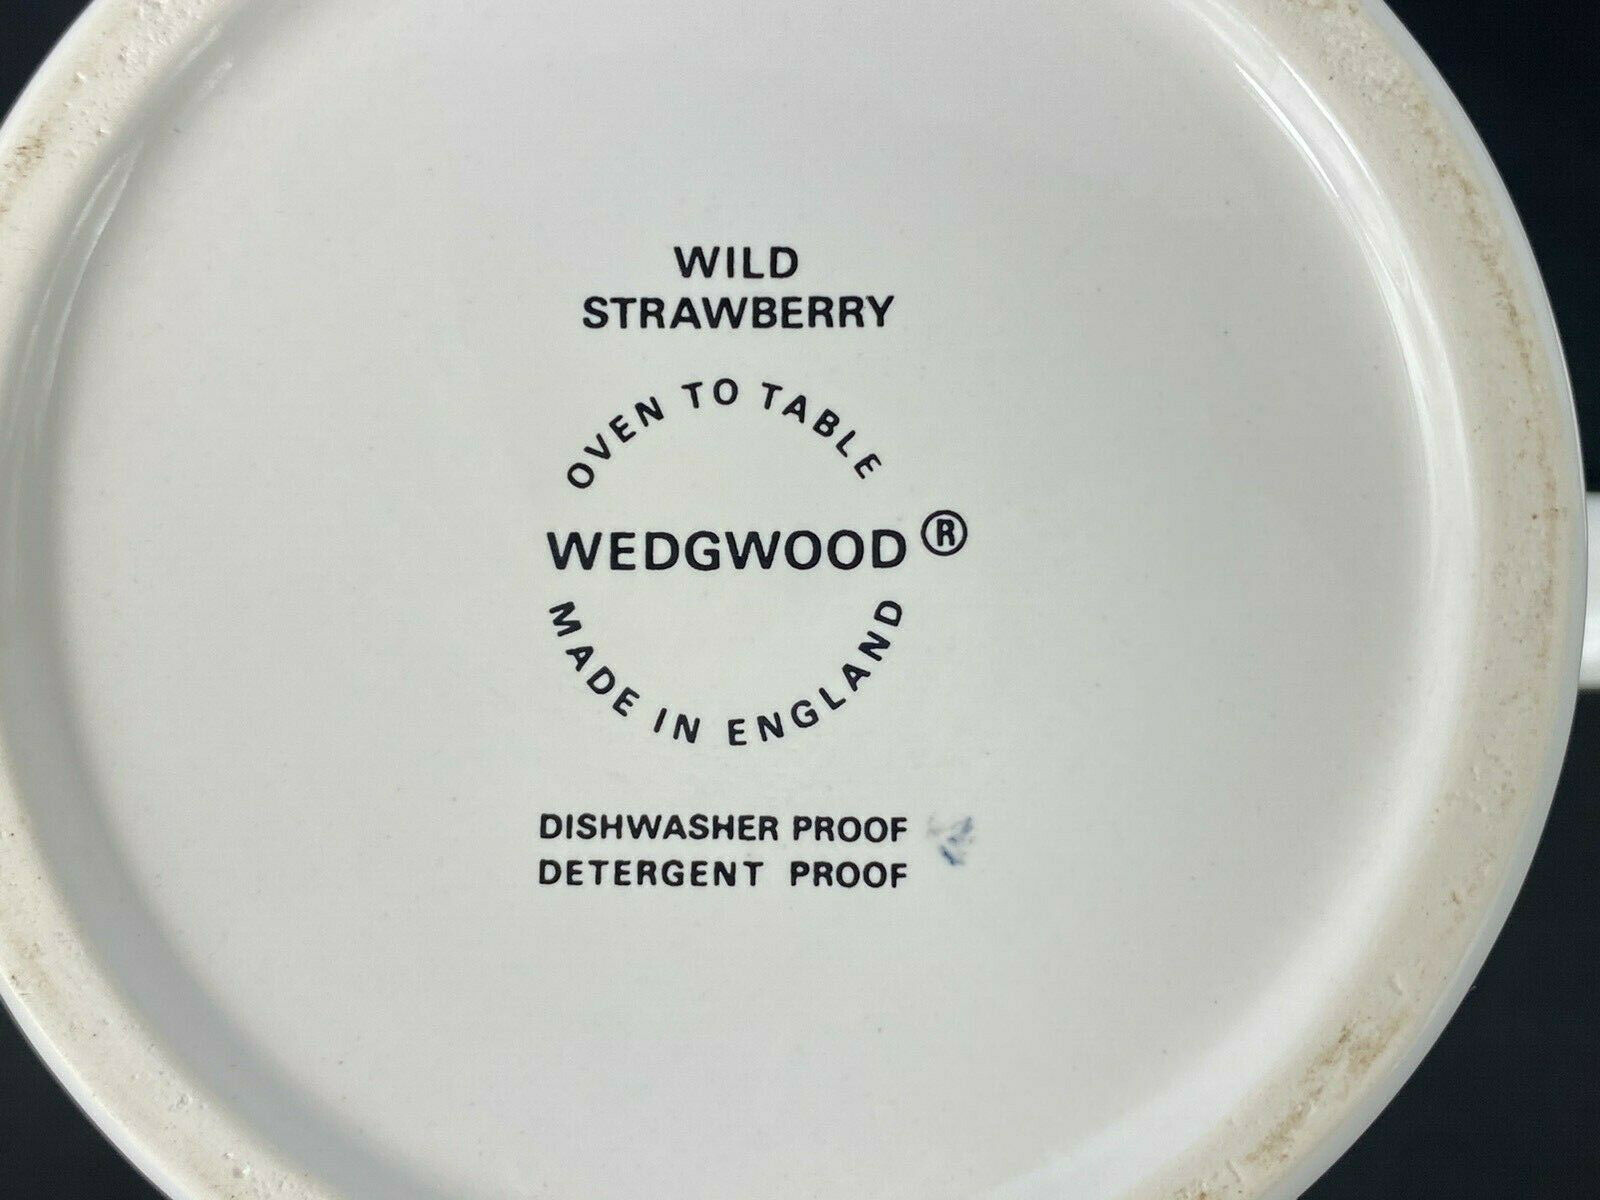 WILD
STRAWBERRY
OVEN TO TABLE
WEDGWOOD®
MADE IN ENGLAND
DISHWASHER PROOF
DETERGENT PROOF